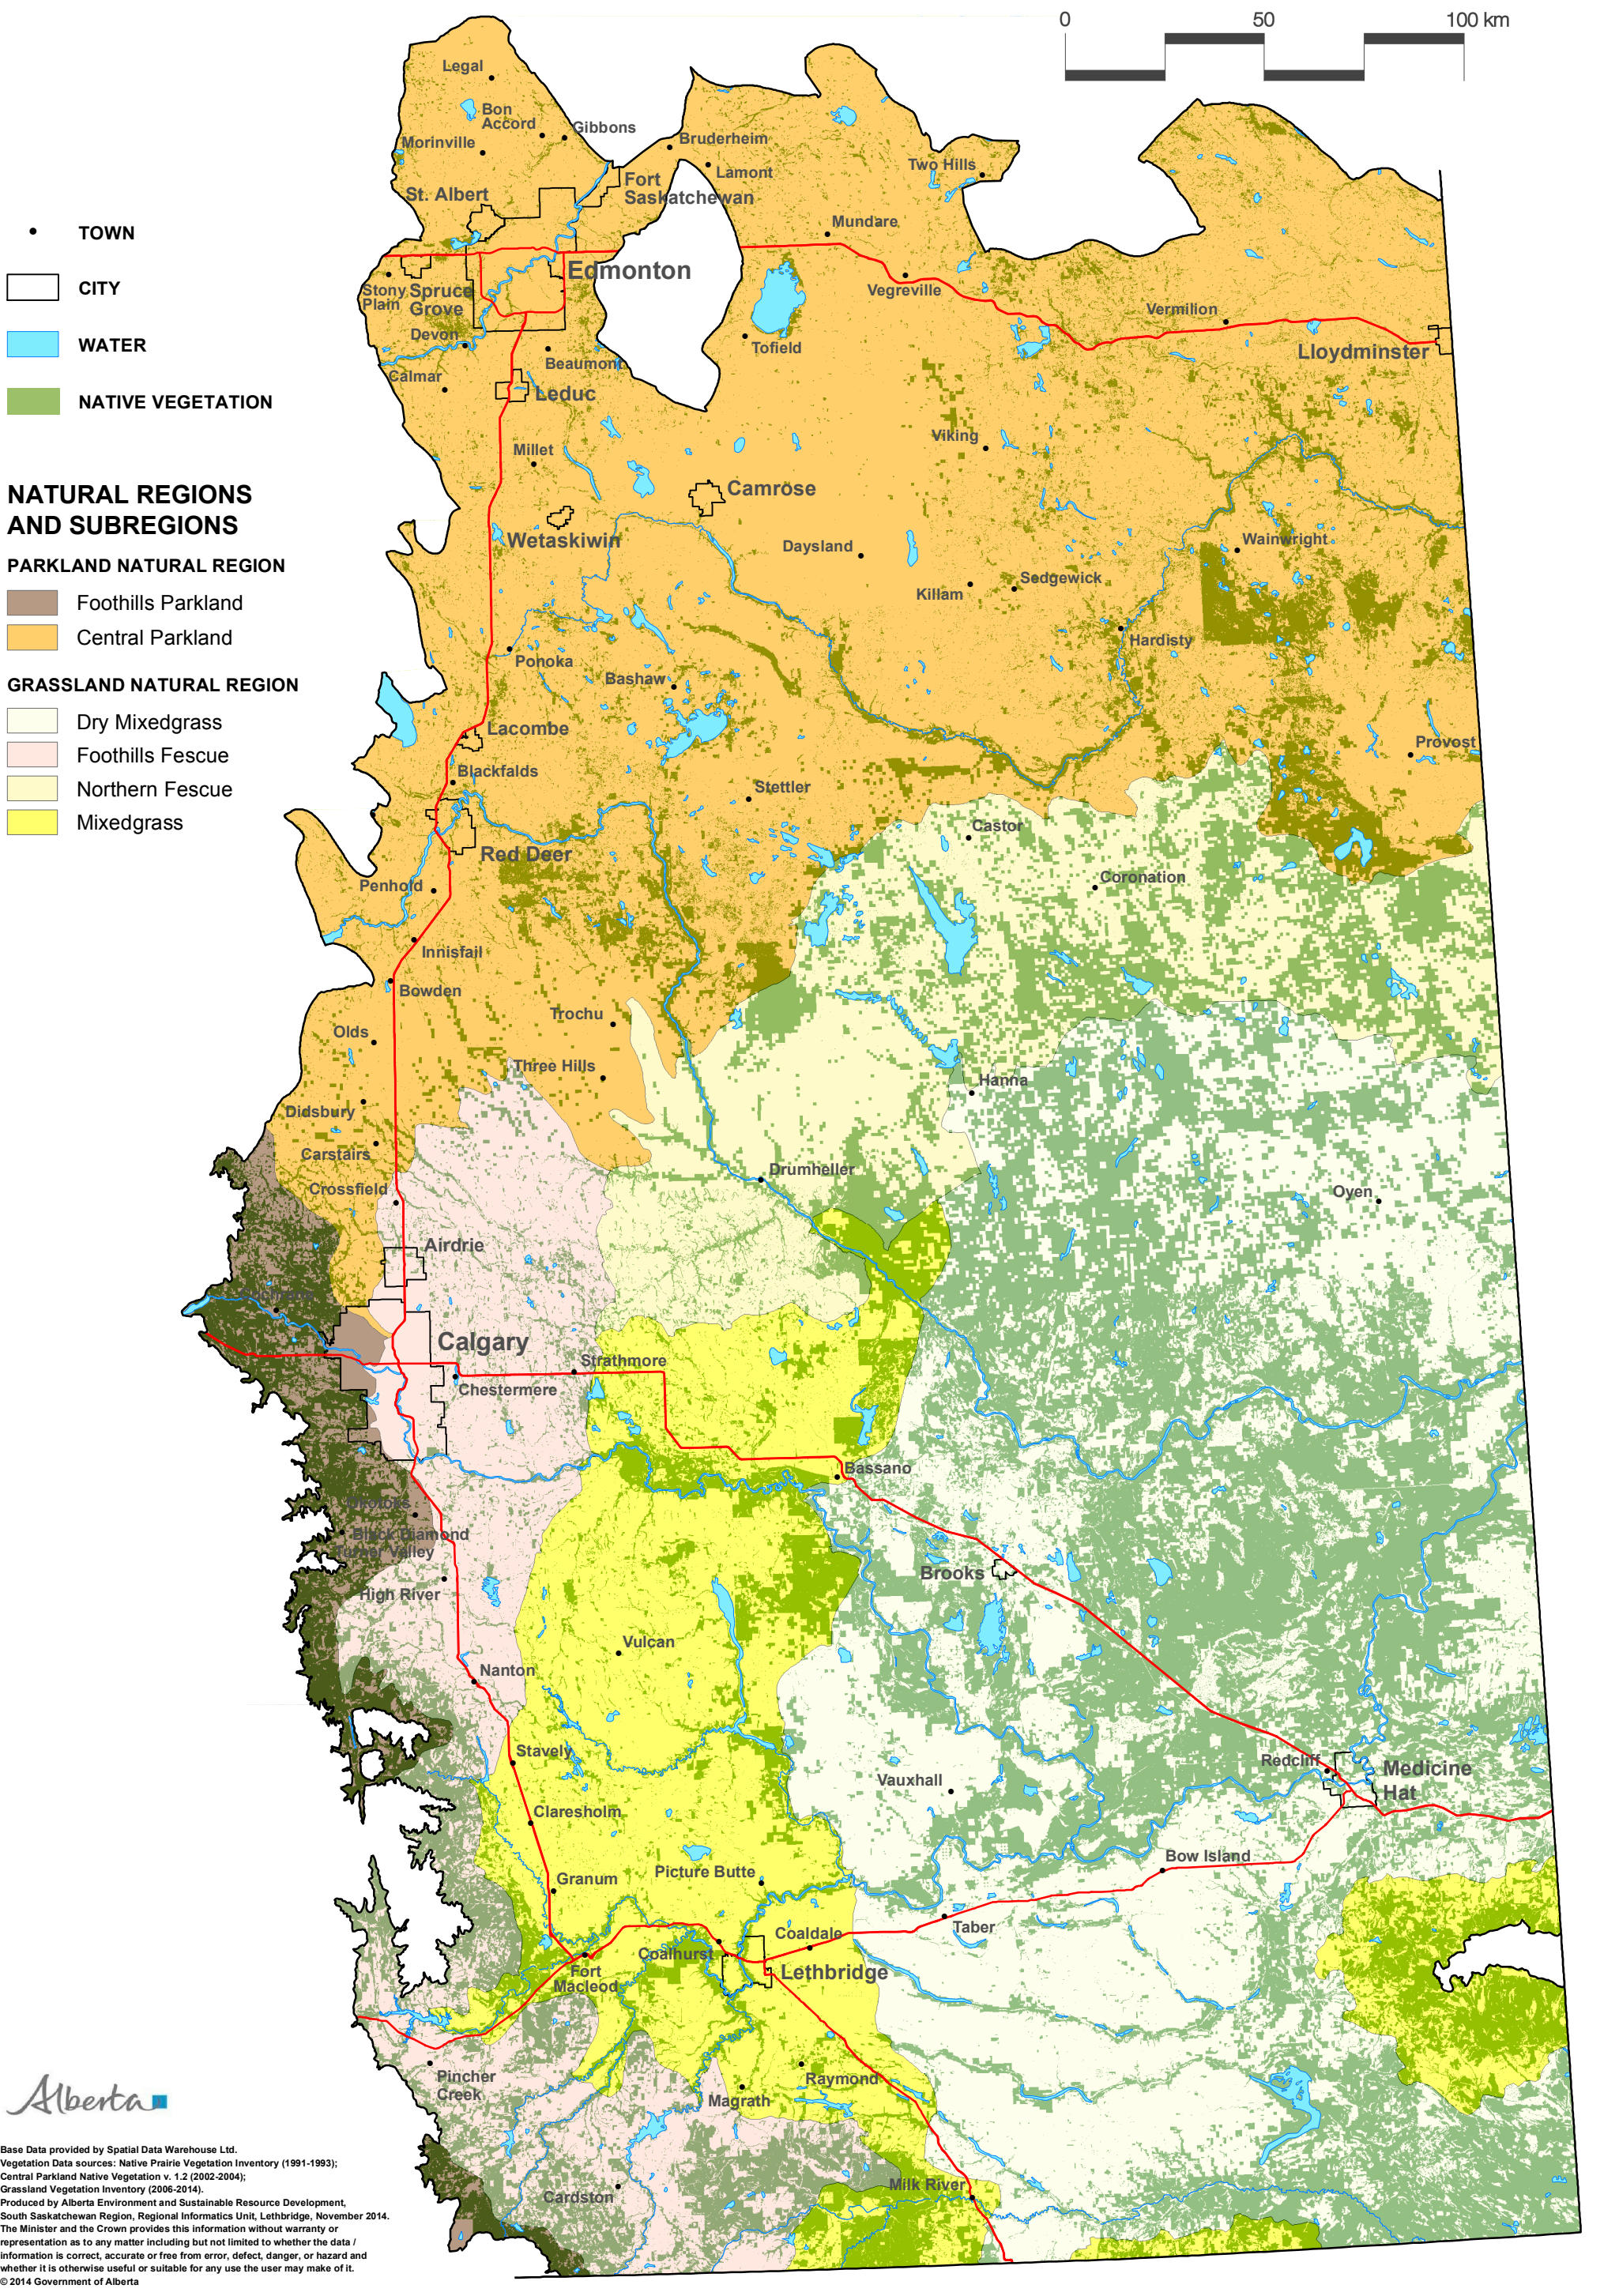 0 50 100 km
Legal
Bon
Accord
Gibbons
Morinville
Bruderheim
Lamont
Two Hills
St. Albert
Fort
Saskatchewan
TOWN
Mundare
CITY
Edmonton
Stony
Plain
Spruce
Grove
Vegreville
Vermilion
WATER
Devon
Beaumont
Tofield
Lloydminster
Calmar
Leduc
NATIVE VEGETATION
Millet
Viking
NATURAL REGIONS
AND SUBREGIONS
Camrose
Wetaskiwin
Daysland
Wainwright
PARKLAND NATURAL REGION
Foothills Parkland
Central Parkland
Killam
Sedgewick
Hardisty
Ponoka
Bashaw
GRASSLAND NATURAL REGION
Dry Mixedgrass
Foothills Fescue
Northern Fescue
Mixedgrass
Lacombe
Provost
Blackfalds
Stettler
Castor
Red Deer
Penhold
Coronation
Innisfail
Bowden
Trochu
Olds
Three Hills
Hanna
Didsbury
Carstairs
Drumheller
Crossfield
Oyen
Airdrie
Calgary
Strathmore
Chestermere
Bassano
Okotoks
Black Diamond
Turner Valley
Brooks
High River
Vulcan
Nanton
Stavely
Redcliff
Medicine
Hat
Vauxhall
Claresholm
Bow Island
Granum
Picture Butte
Taber
Coaldale
Coalhurst
Lethbridge
Fort
Macleod
Pincher
Creek
Raymond
Magrath
Alberta
Milk River
Cardston
Base Data provided by Spatial Data Warehouse Ltd.
Vegetation Data sources: Native Prairie Vegetation Inventory (1991-1993);
Central Parkland Native Vegetation v. 1.2 (2002-2004);
Grassland Vegetation Inventory (2006-2014).
Produced by Alberta Environment and Sustainable Resource Development,
South Saskatchewan Region, Regional Informatics Unit, Lethbridge, November 2014.
The Minister and the Crown provides this information without warranty or
representation as to any matter including but not limited to whether the data /
information is correct, accurate or free from error, defect, danger, or hazard and
whether it is otherwise useful or suitable for any use the user may make of it.
© 2014 Government of Alberta